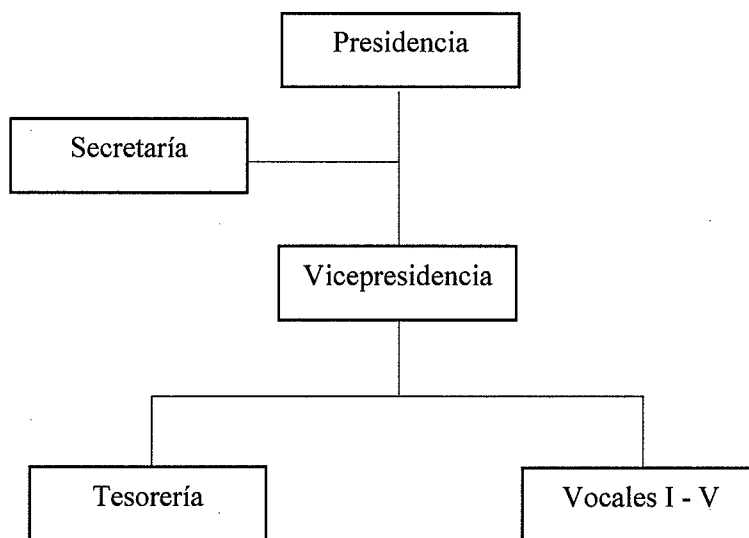 Presidencia
Secretaría
Vicepresidencia
Tesorería
Vocales I - V